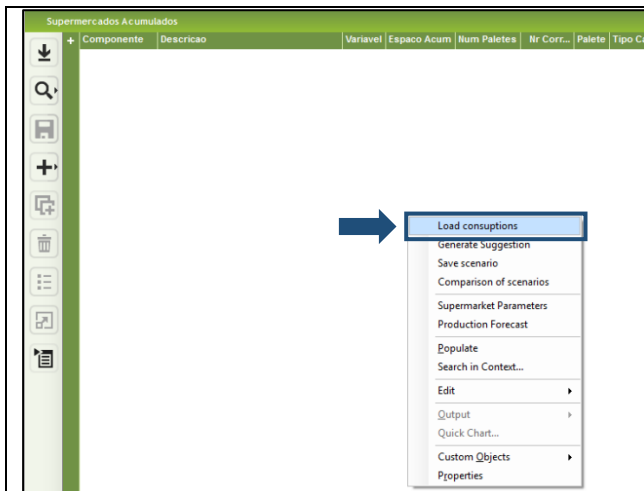 Supermercados Acumulados
+ Componente Descricao Variavel Espaco Acum Num Paletes Nr Corr... Palete Tipo Ca
Load consuptions
Generate Suggestion
Save scenario
Comparison of scenarios
Supermarket Parameters
Production Forecast
Populate
Search in Context...
Edit
Output
Quick Chart...
Custom Objects
Properties